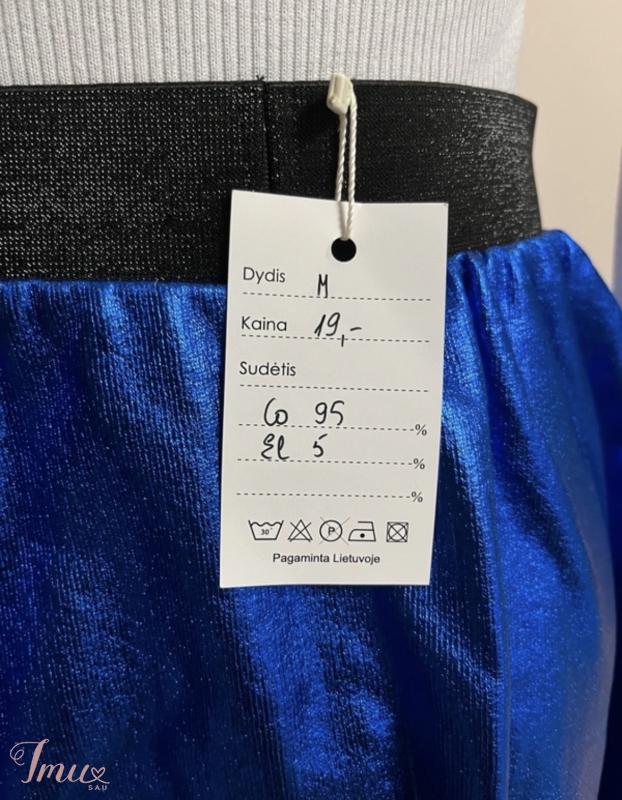 Dydis M
Kaina 19,-
Sudėtis
Co 95 %
El 5 %
%
30°
P
Pagaminta Lietuvoje
Imu
SAU